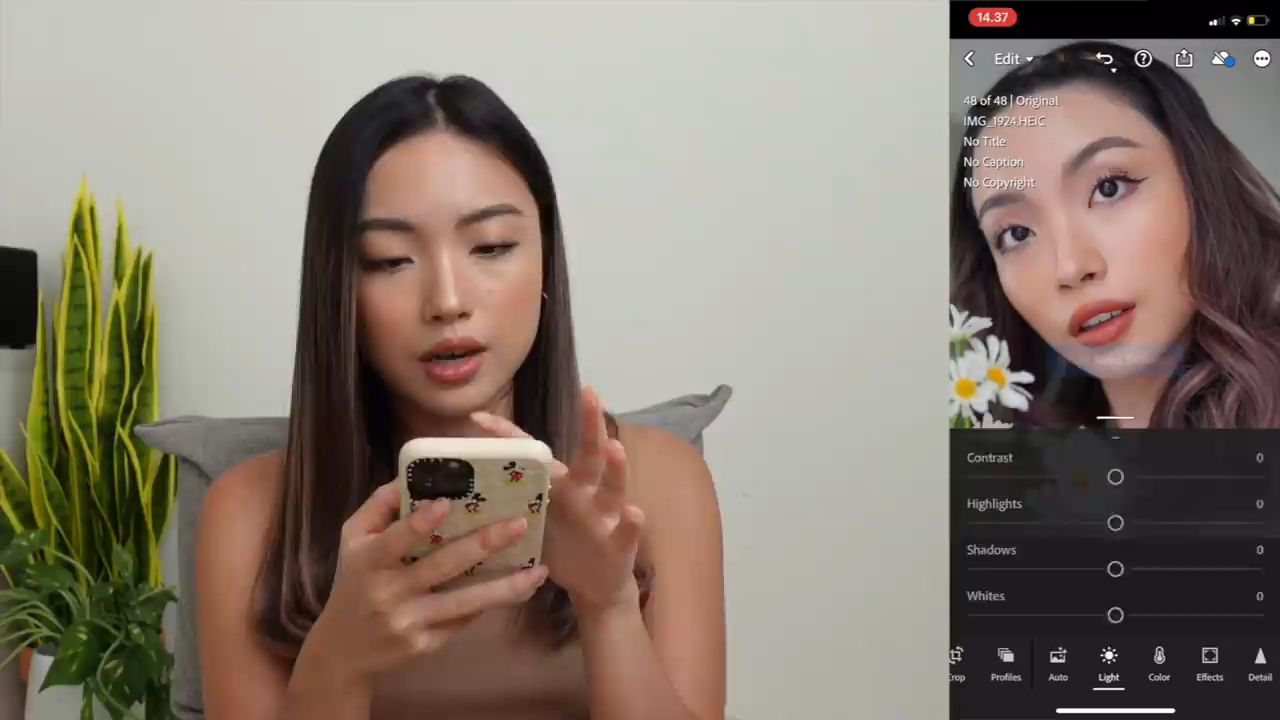 14.37
Edit
48 of 48 | Original
IMG_1924.HEIC
No Title
No Caption
No Copyright
Contrast 0
Highlights 0
Shadows 0
Whites 0
Crop Profiles Auto Light Color Effects Detail